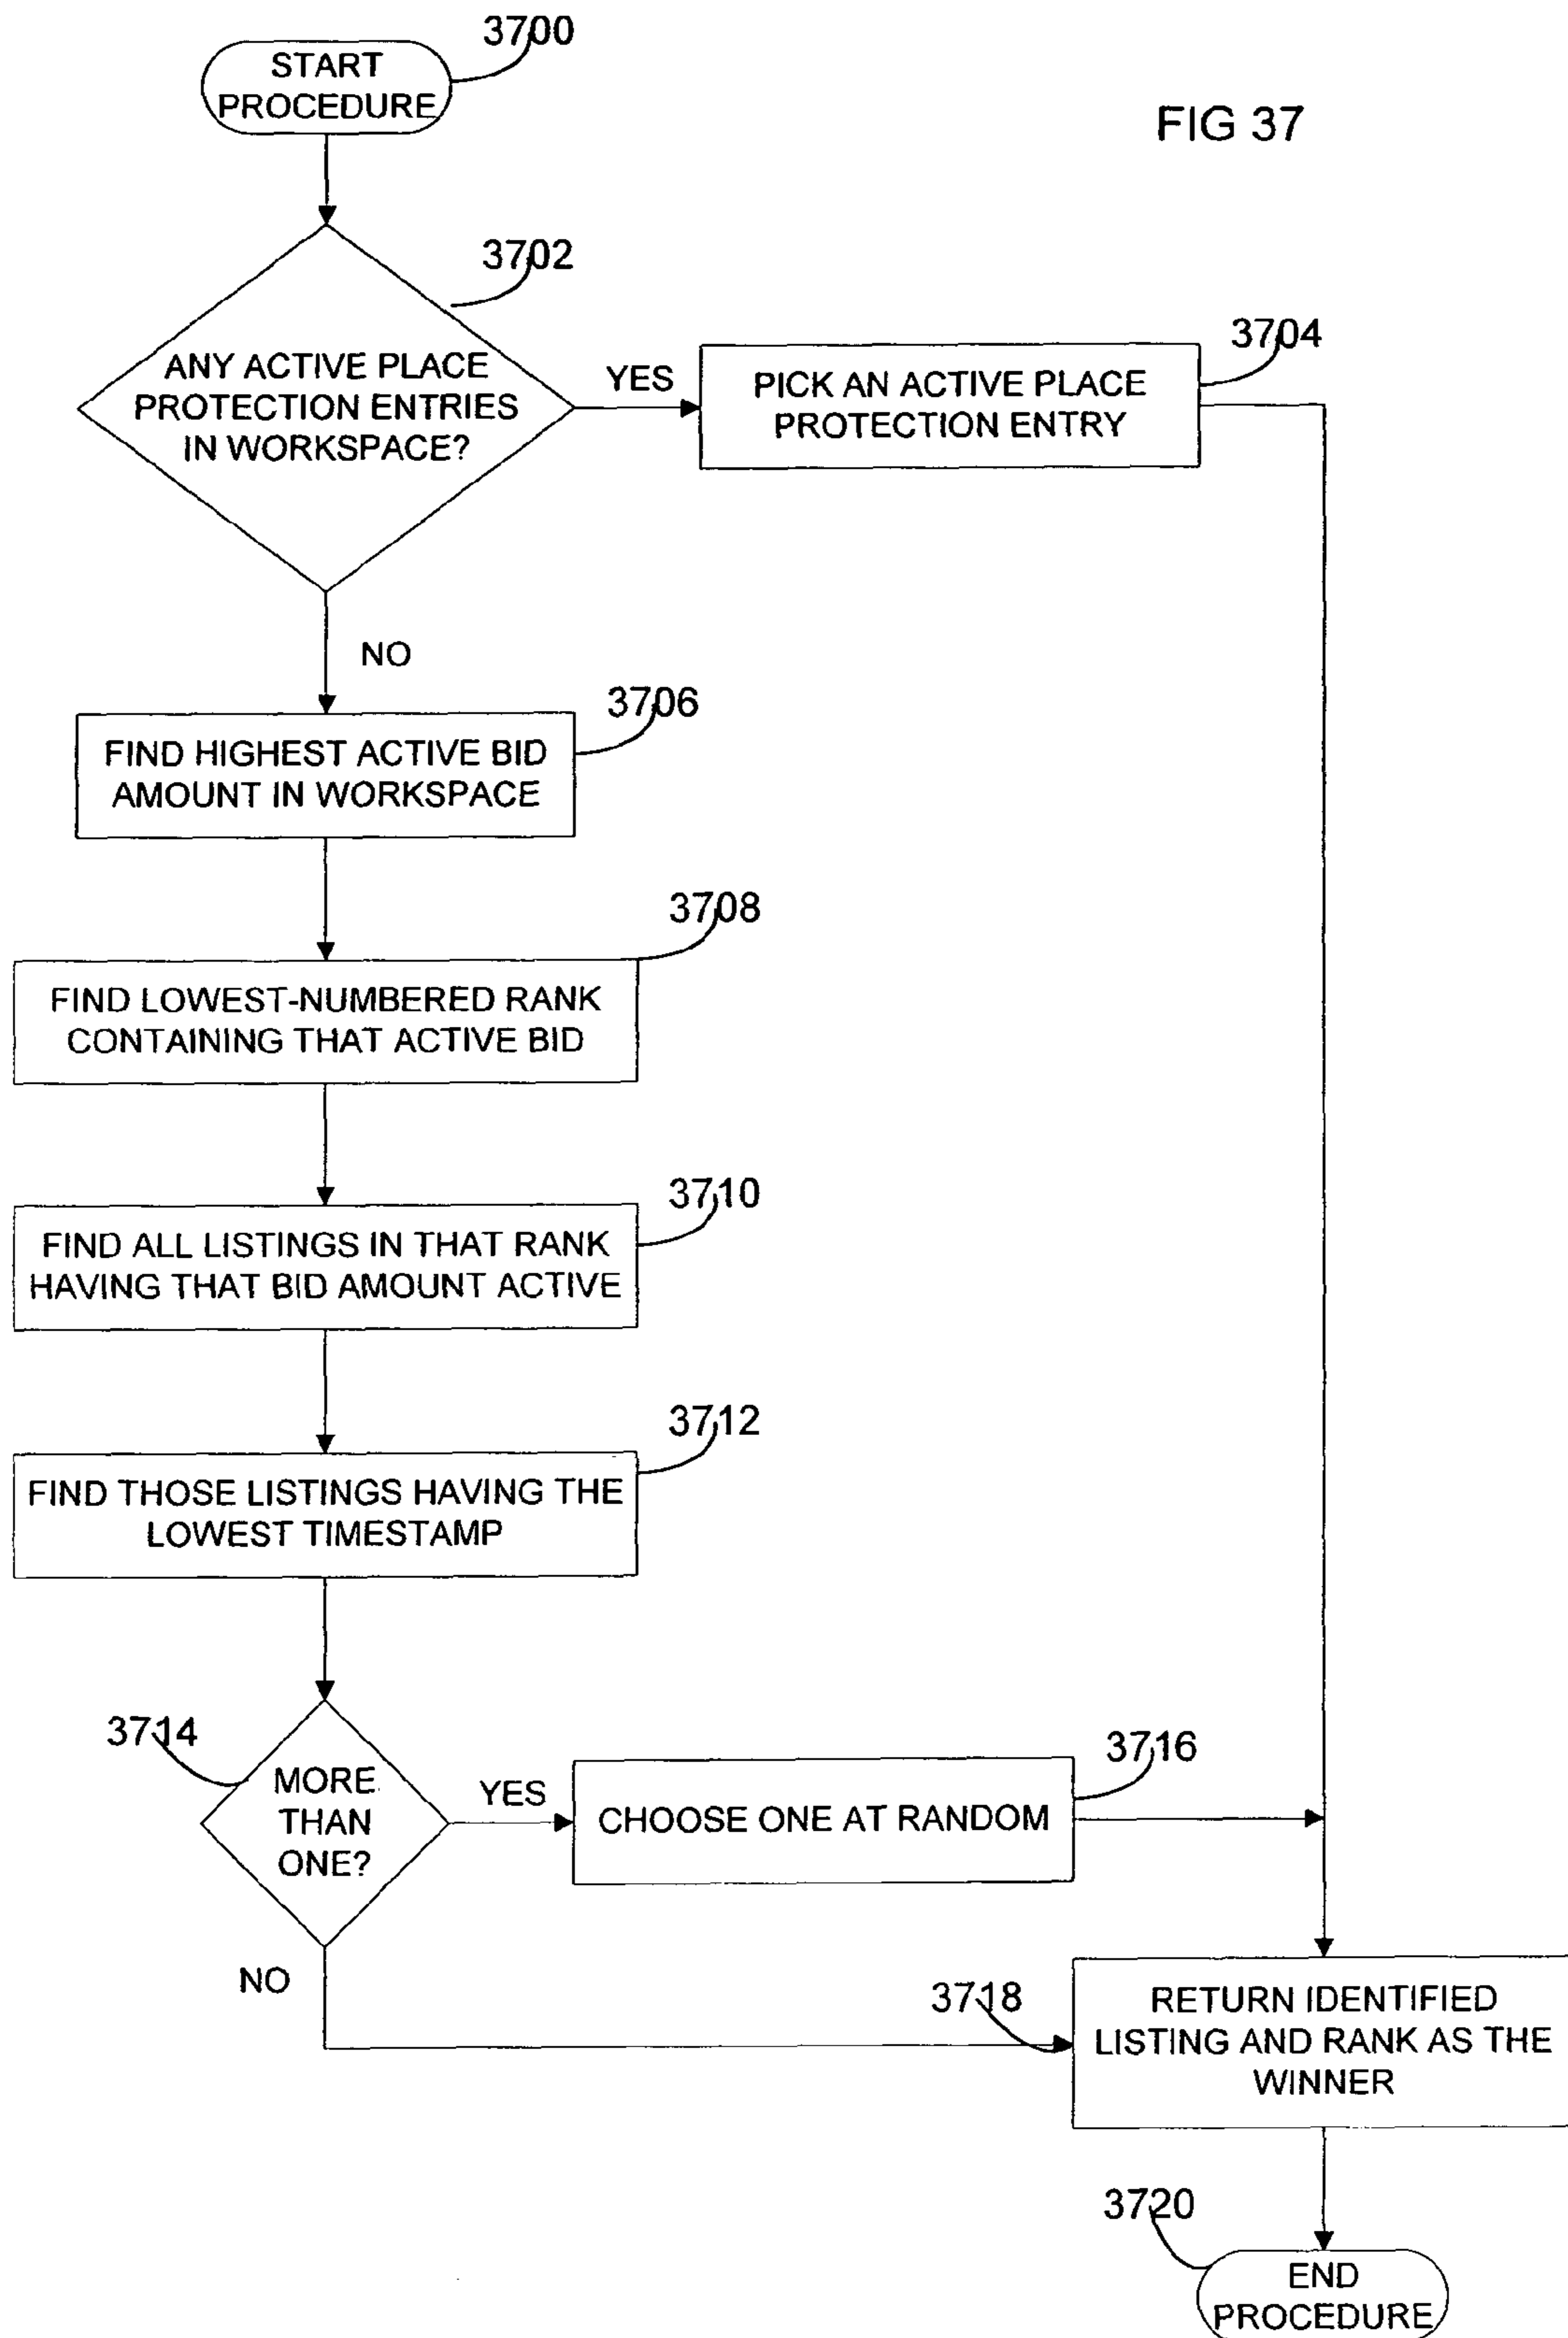 3700
START
PROCEDURE
FIG 37
3702
ANY ACTIVE PLACE
PROTECTION ENTRIES
IN WORKSPACE?
YES
3704
PICK AN ACTIVE PLACE
PROTECTION ENTRY
NO
3706
FIND HIGHEST ACTIVE BID
AMOUNT IN WORKSPACE
3708
FIND LOWEST-NUMBERED RANK
CONTAINING THAT ACTIVE BID
3710
FIND ALL LISTINGS IN THAT RANK
HAVING THAT BID AMOUNT ACTIVE
3712
FIND THOSE LISTINGS HAVING THE
LOWEST TIMESTAMP
3714
MORE
THAN
ONE?
YES
3716
CHOOSE ONE AT RANDOM
NO
3718
RETURN IDENTIFIED
LISTING AND RANK AS THE
WINNER
3720
END
PROCEDURE